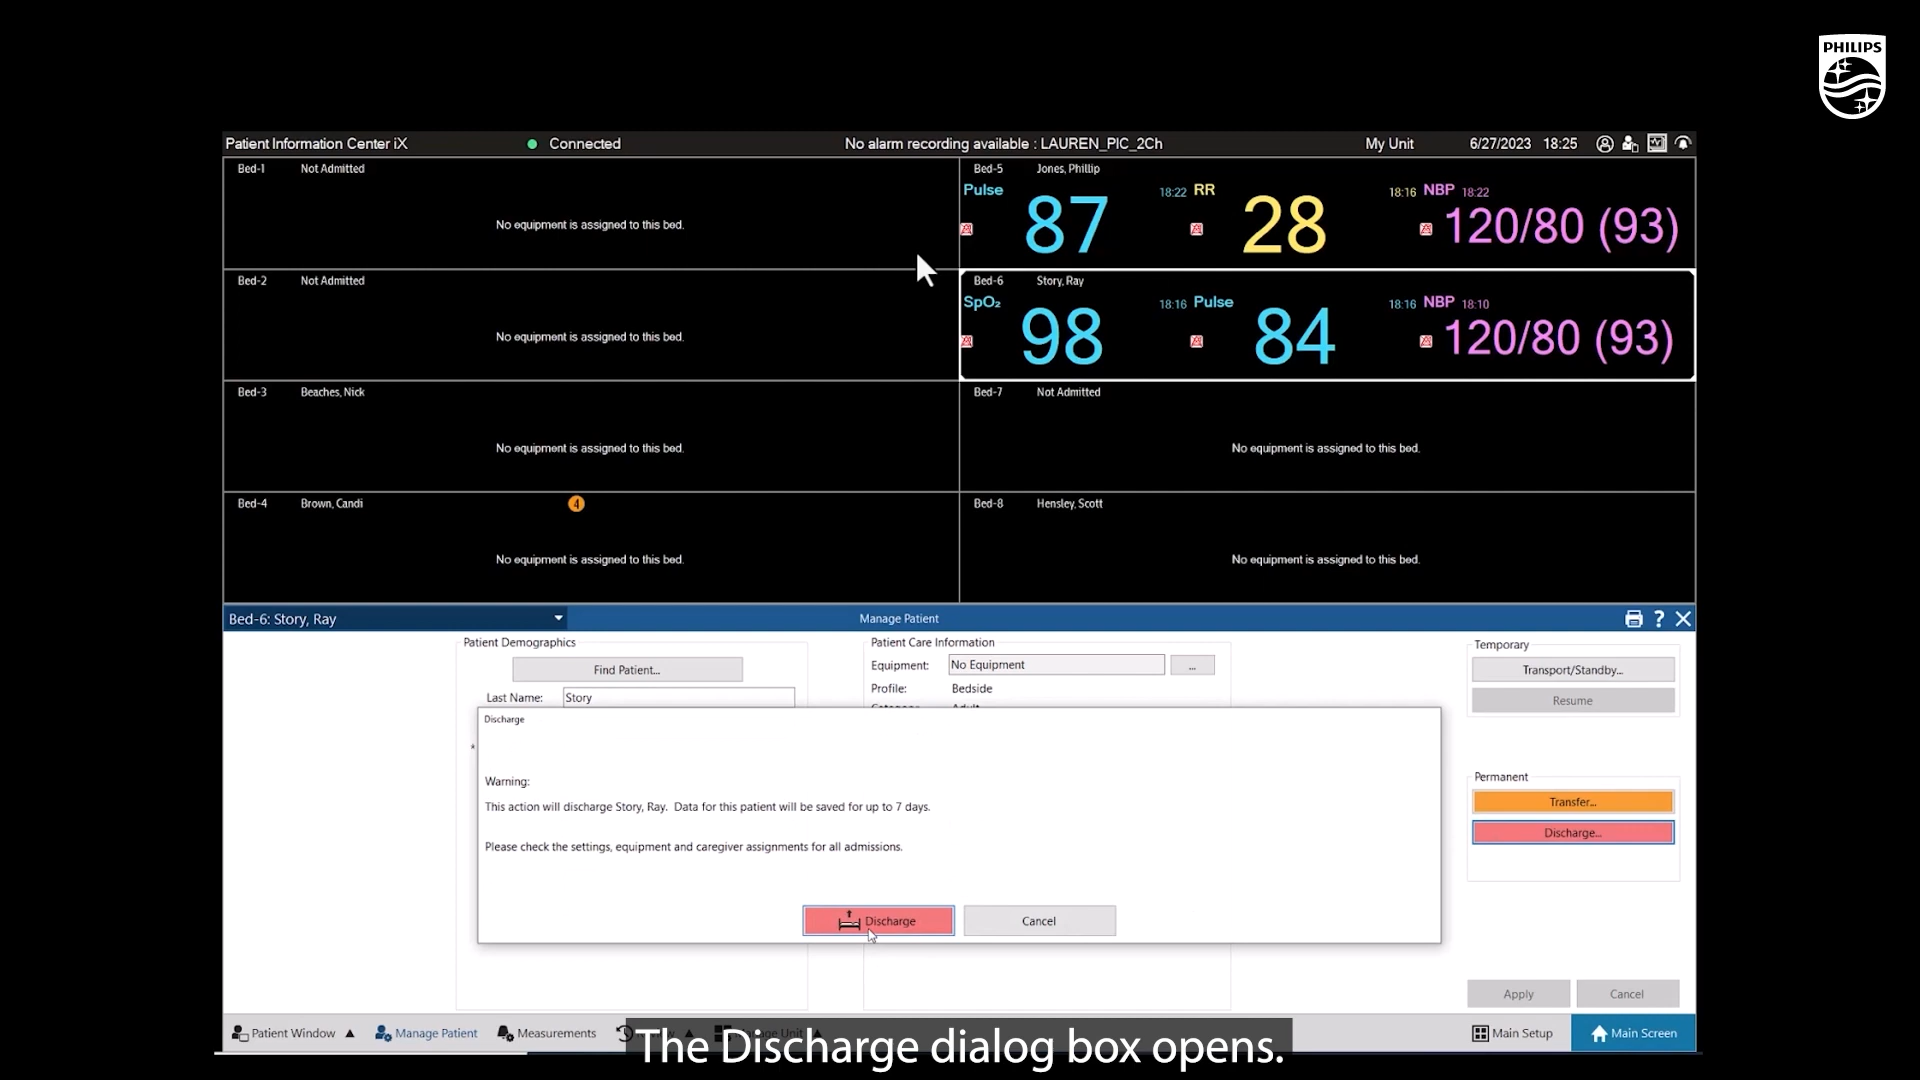 PHILIPS
Patient Information Center iX
Connected
No alarm recording available : LAUREN_PIC_2Ch
My Unit
6/27/2023 18:25
Bed-1 Not Admitted
No equipment is assigned to this bed.
Bed-5 Jones, Phillip
Pulse 18:22 RR 18:16 NBP 18:22
87 28 120/80 (93)
Bed-2 Not Admitted
No equipment is assigned to this bed.
Bed-6 Story, Ray
SpO₂ 18:16 Pulse 18:16 NBP 18:10
98 84 120/80 (93)
Bed-3 Beaches, Nick
No equipment is assigned to this bed.
Bed-7 Not Admitted
No equipment is assigned to this bed.
Bed-4 Brown, Candi 4
No equipment is assigned to this bed.
Bed-8 Hensley, Scott
No equipment is assigned to this bed.
Bed-6: Story, Ray
Manage Patient
?
Patient Demographics
Find Patient...
Last Name: Story
*
Patient Care Information
Equipment: No Equipment ...
Profile: Bedside
Temporary
Transport/Standby...
Resume
Permanent
Transfer...
Discharge...
Discharge
Warning:
This action will discharge Story, Ray. Data for this patient will be saved for up to 7 days.
Please check the settings, equipment and caregiver assignments for all admissions.
Discharge
Cancel
Apply
Cancel
Patient Window
Manage Patient
Measurements
Main Setup
Main Screen
The Discharge dialog box opens.